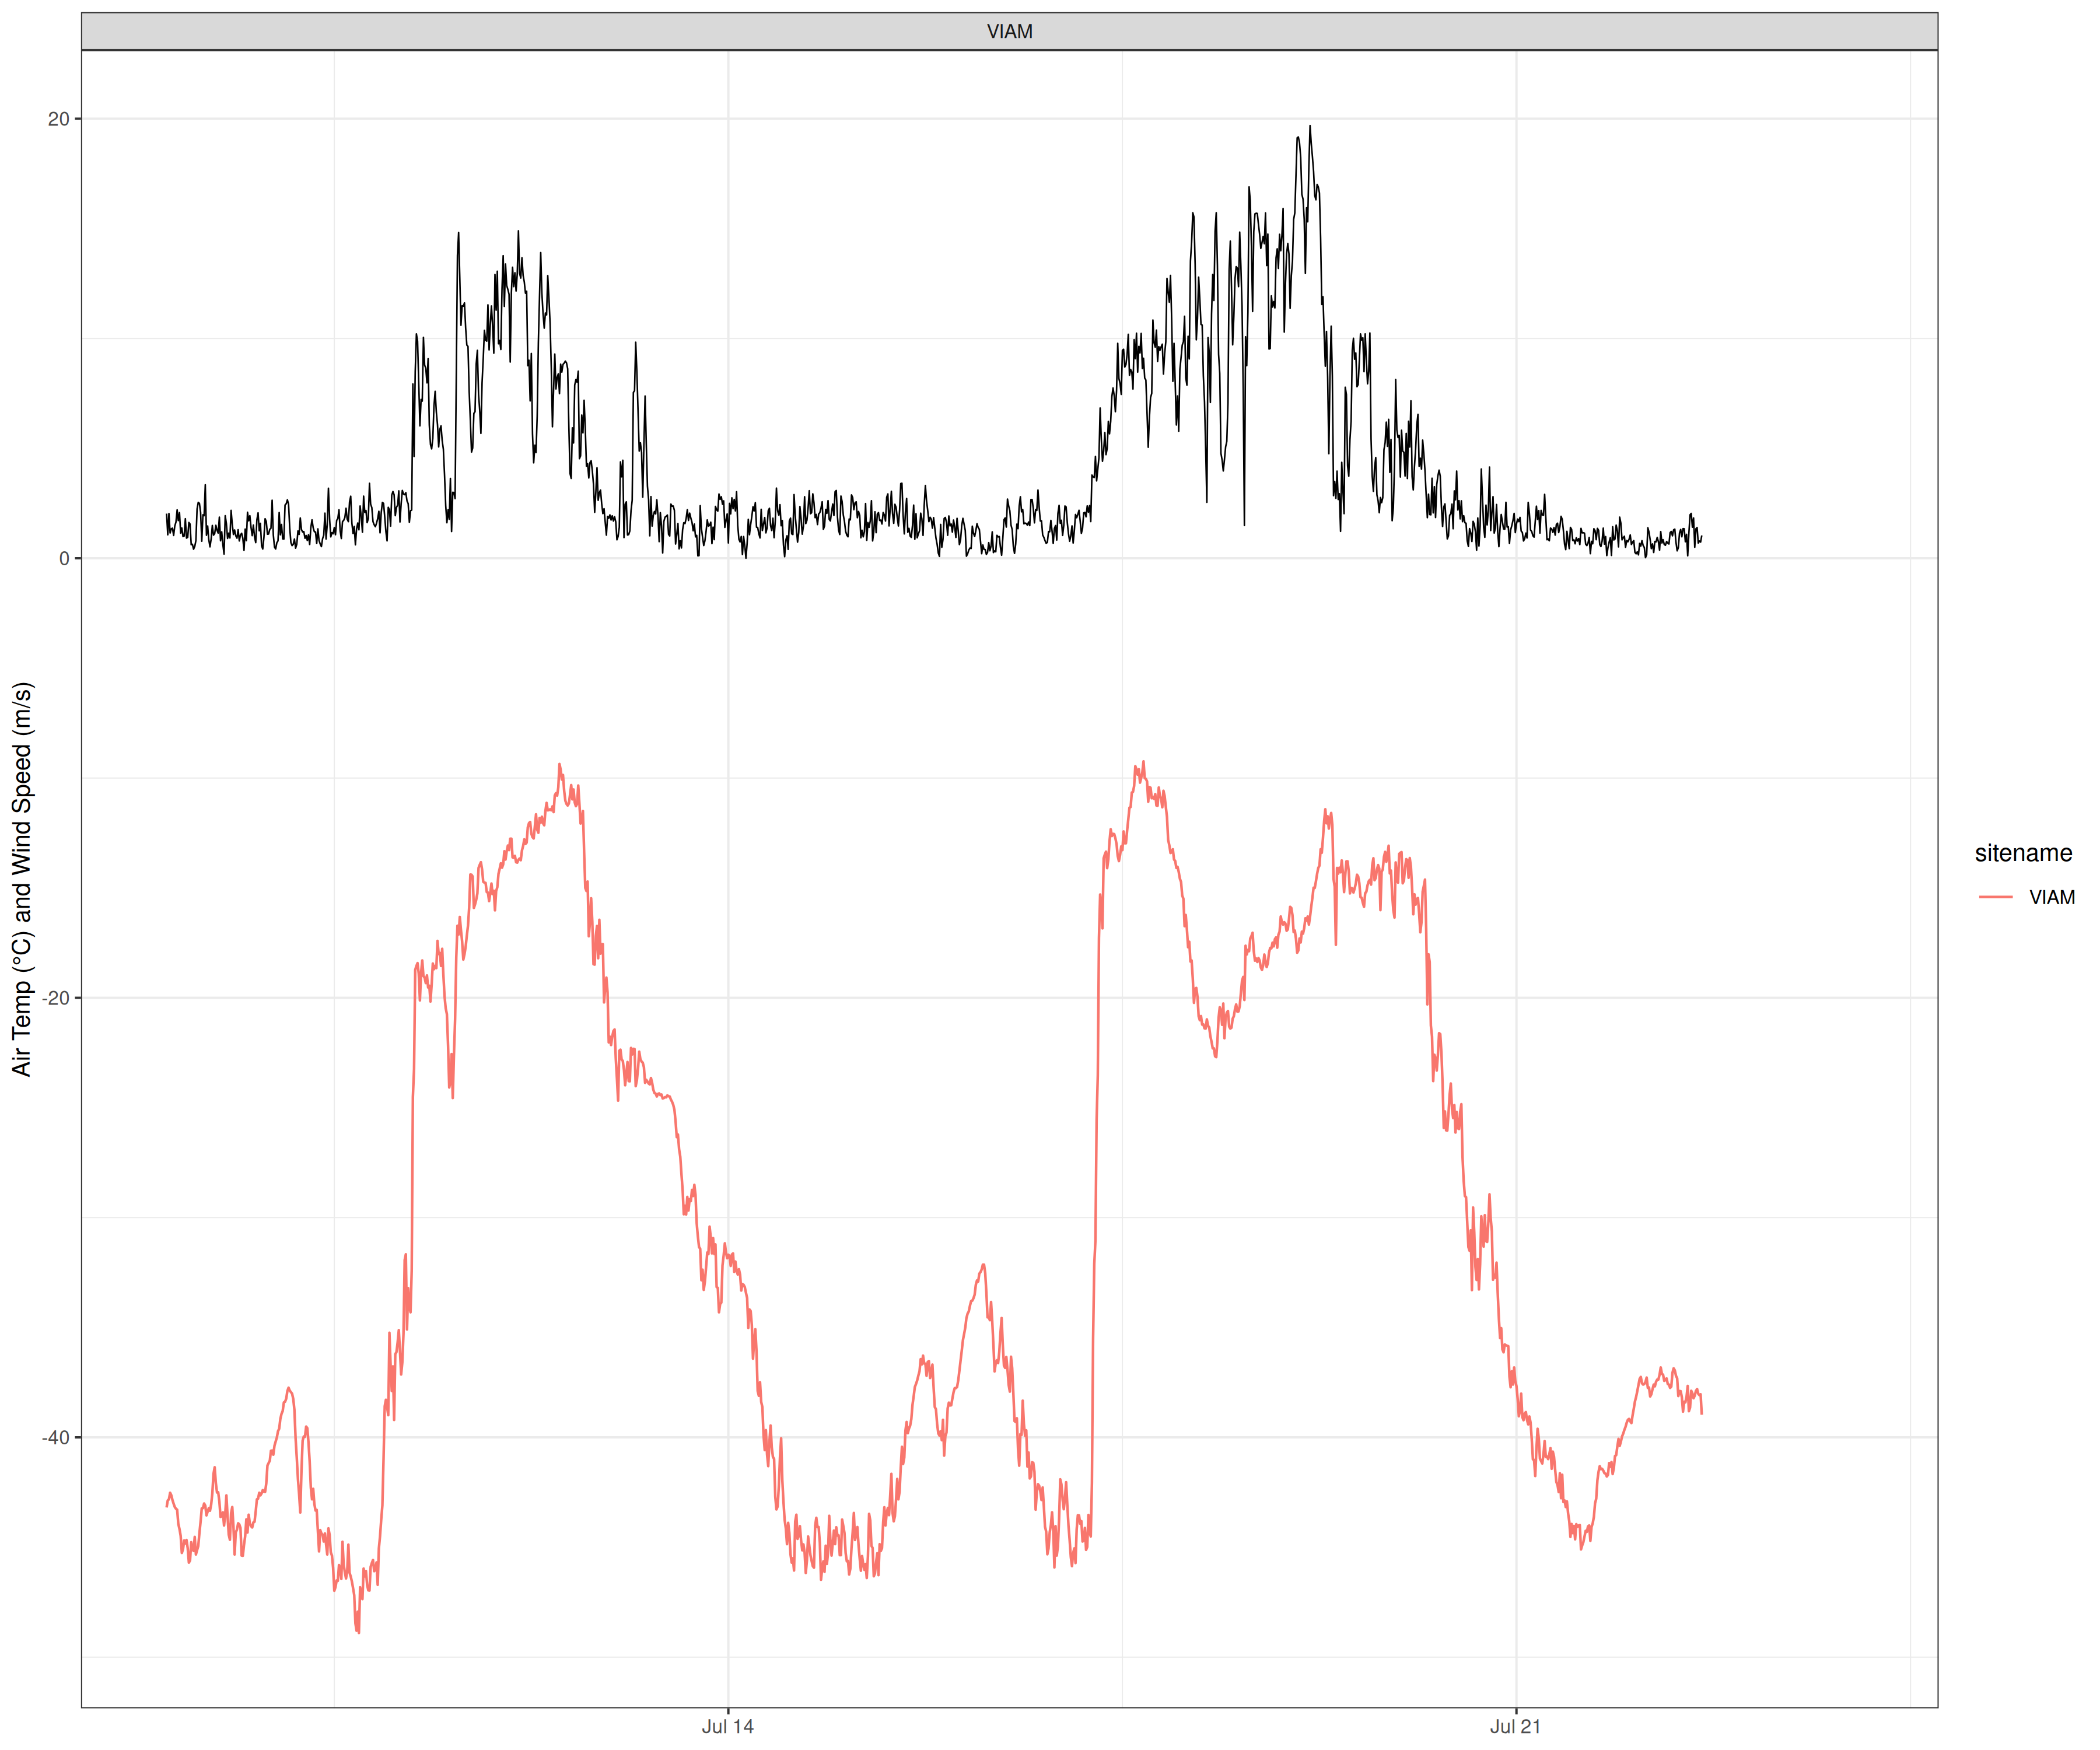 VIAM
20
0
-20
-40
Air Temp (°C) and Wind Speed (m/s)
Jul 14
Jul 21
sitename
VIAM